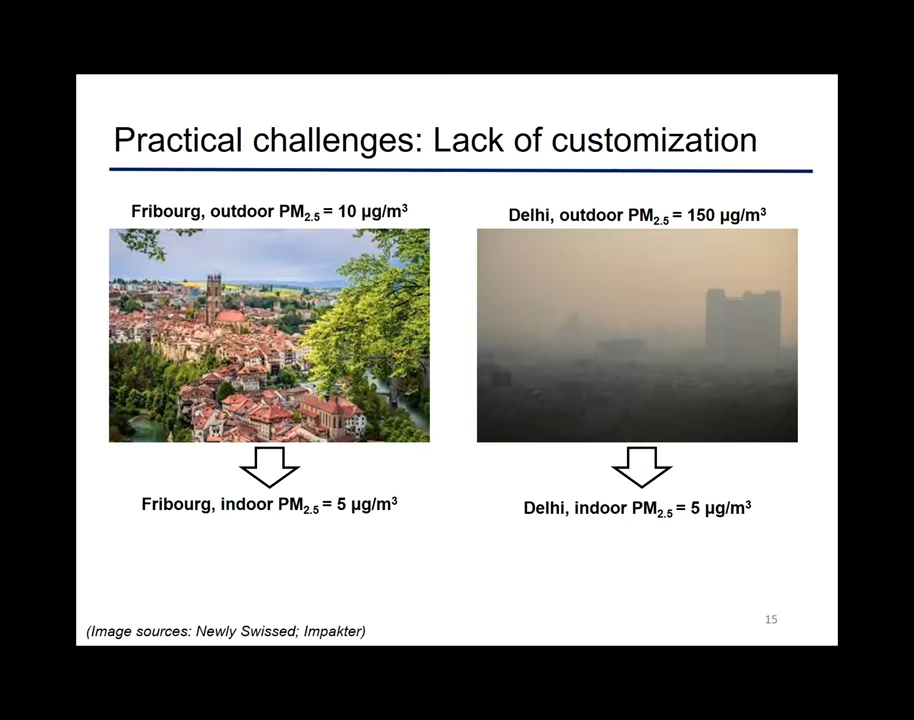 Practical challenges: Lack of customization
Fribourg, outdoor PM2.5 = 10 µg/m³
Delhi, outdoor PM2.5 = 150 µg/m³
Fribourg, indoor PM2.5 = 5 µg/m³
Delhi, indoor PM2.5 = 5 µg/m³
(Image sources: Newly Swissed; Impakter)
15